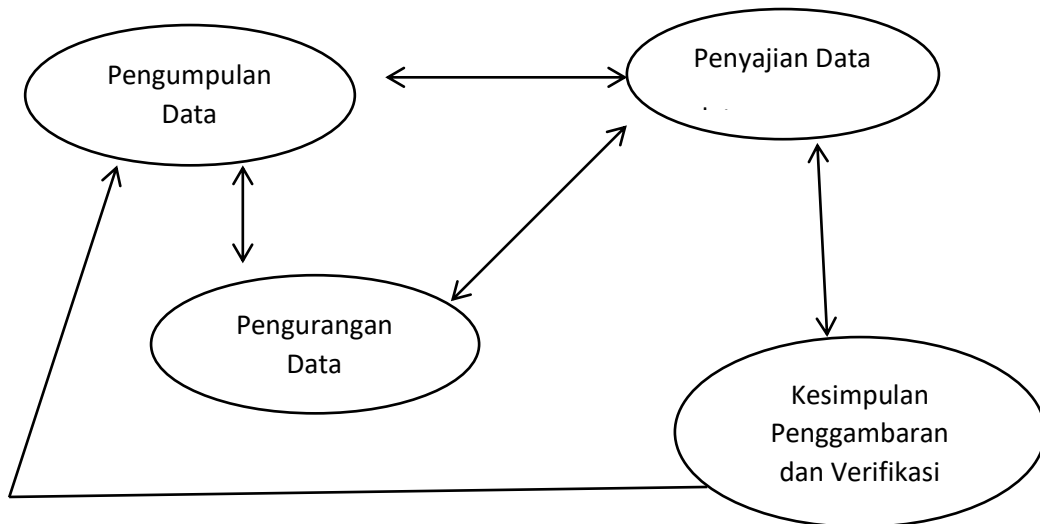 Pengumpulan
Data
Penyajian Data
Pengurangan
Data
Kesimpulan
Penggambaran
dan Verifikasi